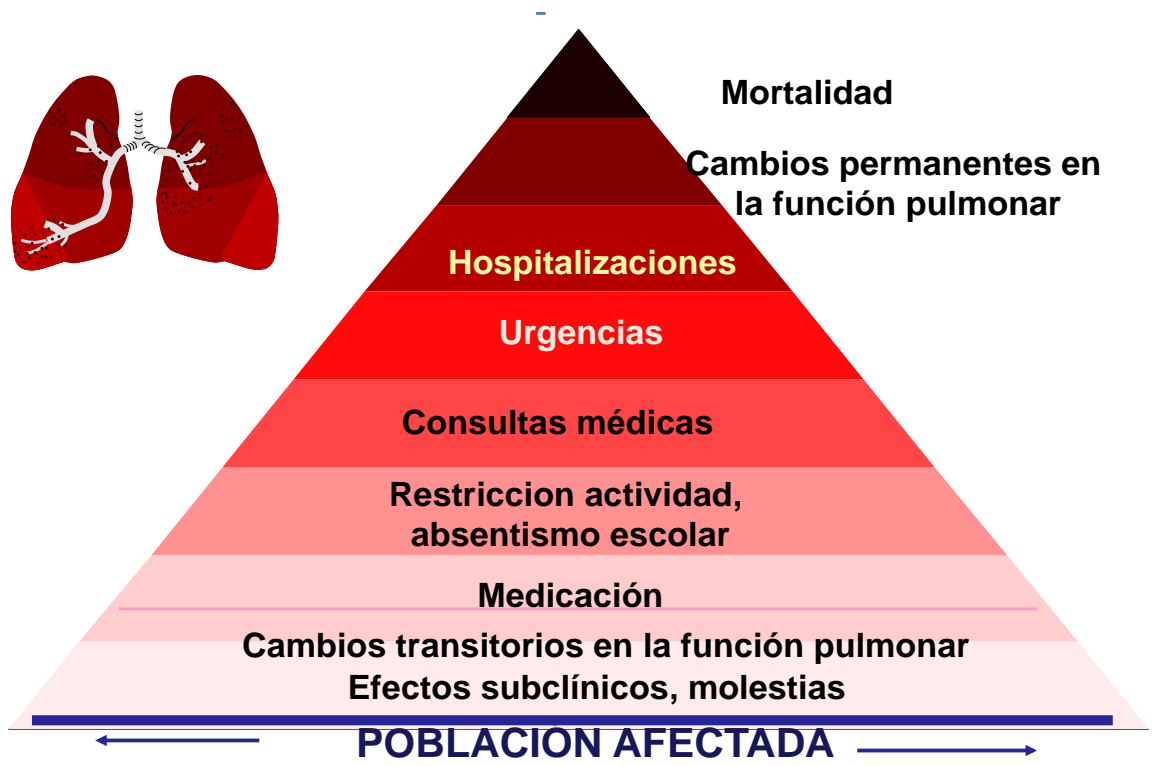 Mortalidad
Cambios permanentes en
la función pulmonar
Hospitalizaciones
Urgencias
Consultas médicas
Restriccion actividad,
absentismo escolar
Medicación
Cambios transitorios en la función pulmonar
Efectos subclínicos, molestias
POBLACIÓN AFECTADA